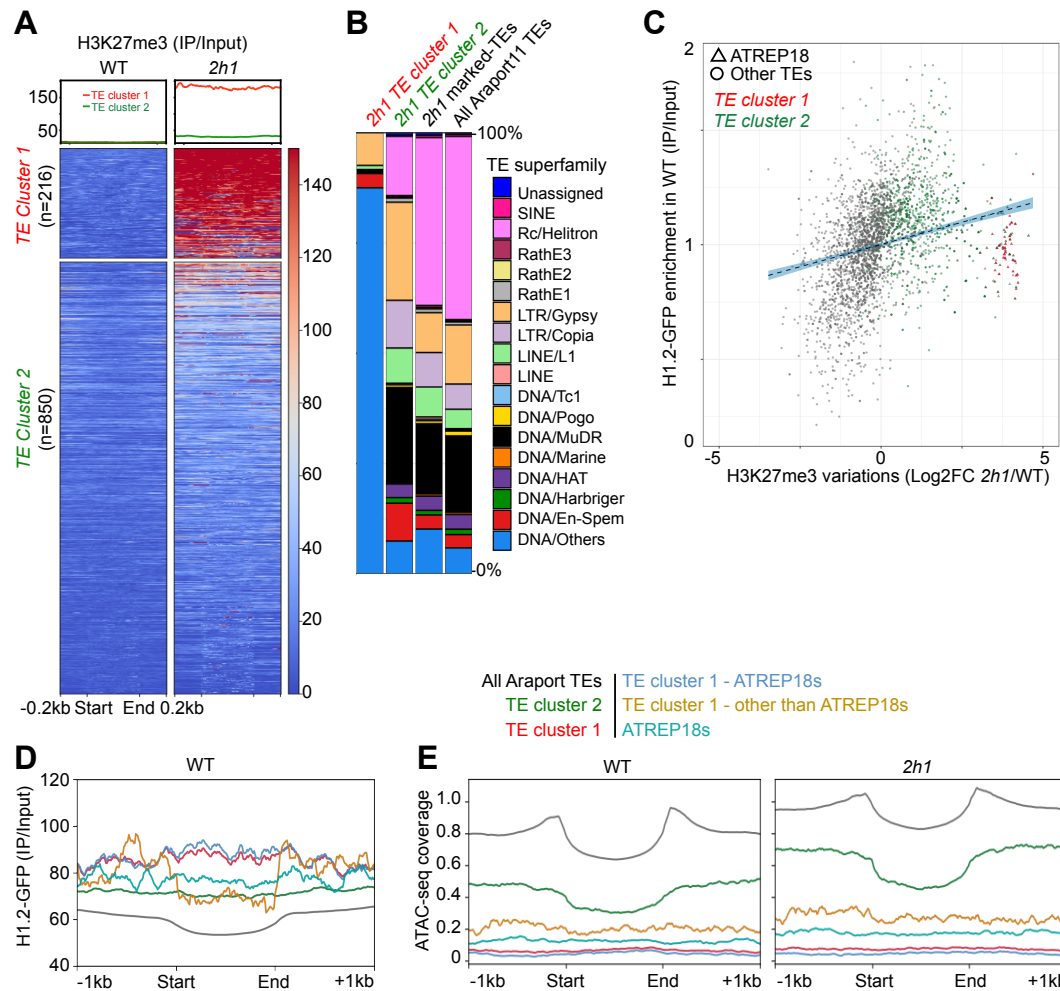 A
H3K27me3 (IP/Input)
WT
2h1
150
50
TE cluster 1
TE cluster 2
TE Cluster 1
(n=216)
TE Cluster 2
(n=850)
140
120
100
80
60
40
20
0
-0.2kb Start End 0.2kb
B
2h1 TE cluster 1
2h1 TE cluster 2
2h1 marked-TEs
All Araport11 TEs
100%
0%
TE superfamily
Unassigned
SINE
Rc/Helitron
RathE3
RathE2
RathE1
LTR/Gypsy
LTR/Copia
LINE/L1
LINE
DNA/Tc1
DNA/Pogo
DNA/MuDR
DNA/Marine
DNA/HAT
DNA/Harbriger
DNA/En-Spem
DNA/Others
C
H1.2-GFP enrichment in WT (IP/Input)
2
1
0
ATREP18
Other TEs
TE cluster 1
TE cluster 2
-5 0 5
H3K27me3 variations (Log2FC 2h1/WT)
All Araport TEs
TE cluster 2
TE cluster 1
TE cluster 1 - ATREP18s
TE cluster 1 - other than ATREP18s
ATREP18s
D
WT
H1.2-GFP (IP/Input)
120
100
80
60
40
-1kb Start End +1kb
E
WT
2h1
ATAC-seq coverage
1.0
0.8
0.6
0.4
0.2
0
-1kb Start End +1kb
-1kb Start End +1kb